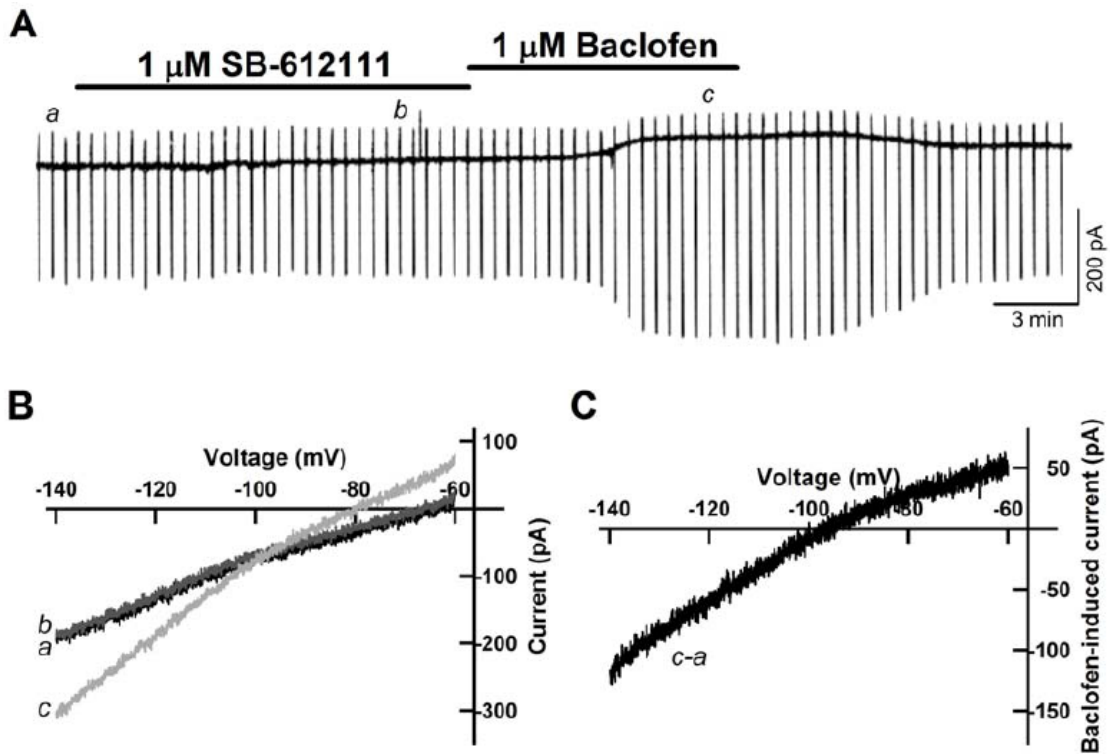 A
1 μM SB-612111
1 μM Baclofen
a
b
c
200 pA
3 min
B
Voltage (mV)
-140 -120 -100 -80 -60
100
-100
-200
-300
Current (pA)
b
a
c
C
Voltage (mV)
-140 -120 -100 -80 -60
50
-50
-100
-150
Baclofen-induced current (pA)
c-a